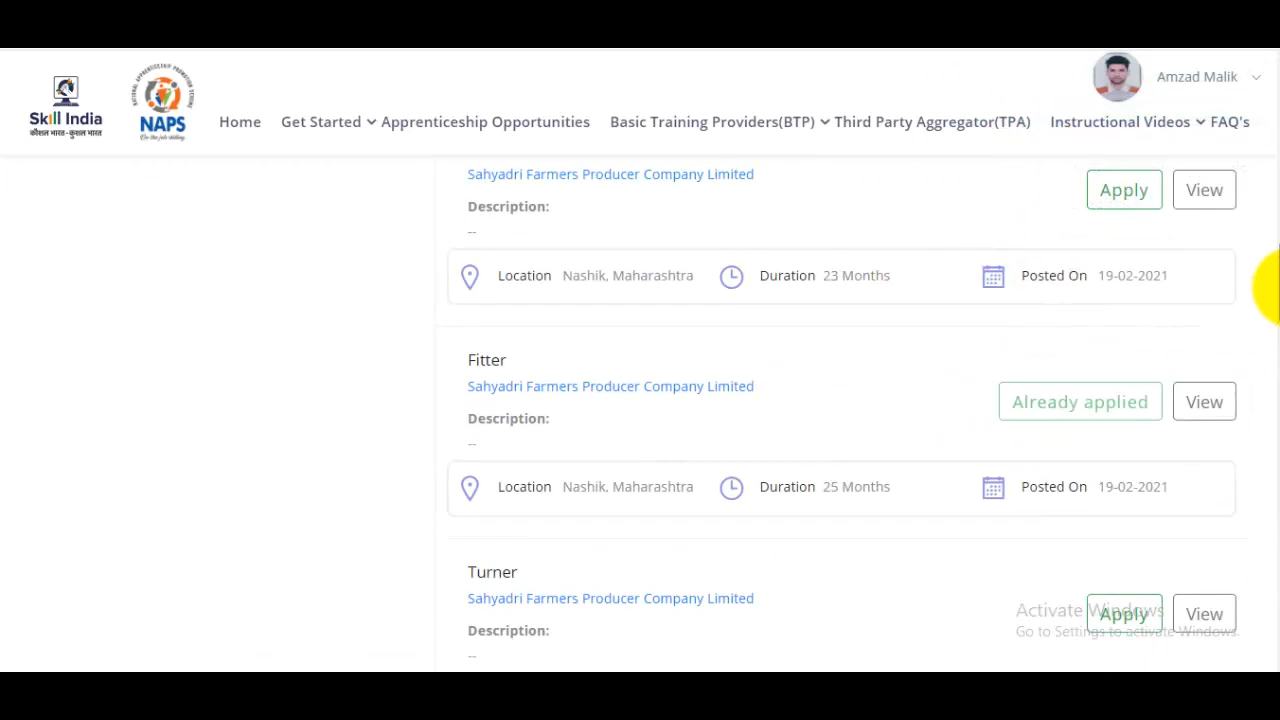 Amzad Malik
Skill India
कौशल भारत-कुशल भारत
NATIONAL APPRENTICESHIP PROMOTION SCHEME
NAPS
Home Get Started Apprenticeship Opportunities Basic Training Providers(BTP) Third Party Aggregator(TPA) Instructional Videos FAQ's
Sahyadri Farmers Producer Company Limited
Apply View
Description:
--
Location Nashik, Maharashtra Duration 23 Months Posted On 19-02-2021
Fitter
Sahyadri Farmers Producer Company Limited
Already applied View
Description:
--
Location Nashik, Maharashtra Duration 25 Months Posted On 19-02-2021
Turner
Sahyadri Farmers Producer Company Limited
Apply View
Description:
--
Activate Windows
Go to Settings to activate Windows.